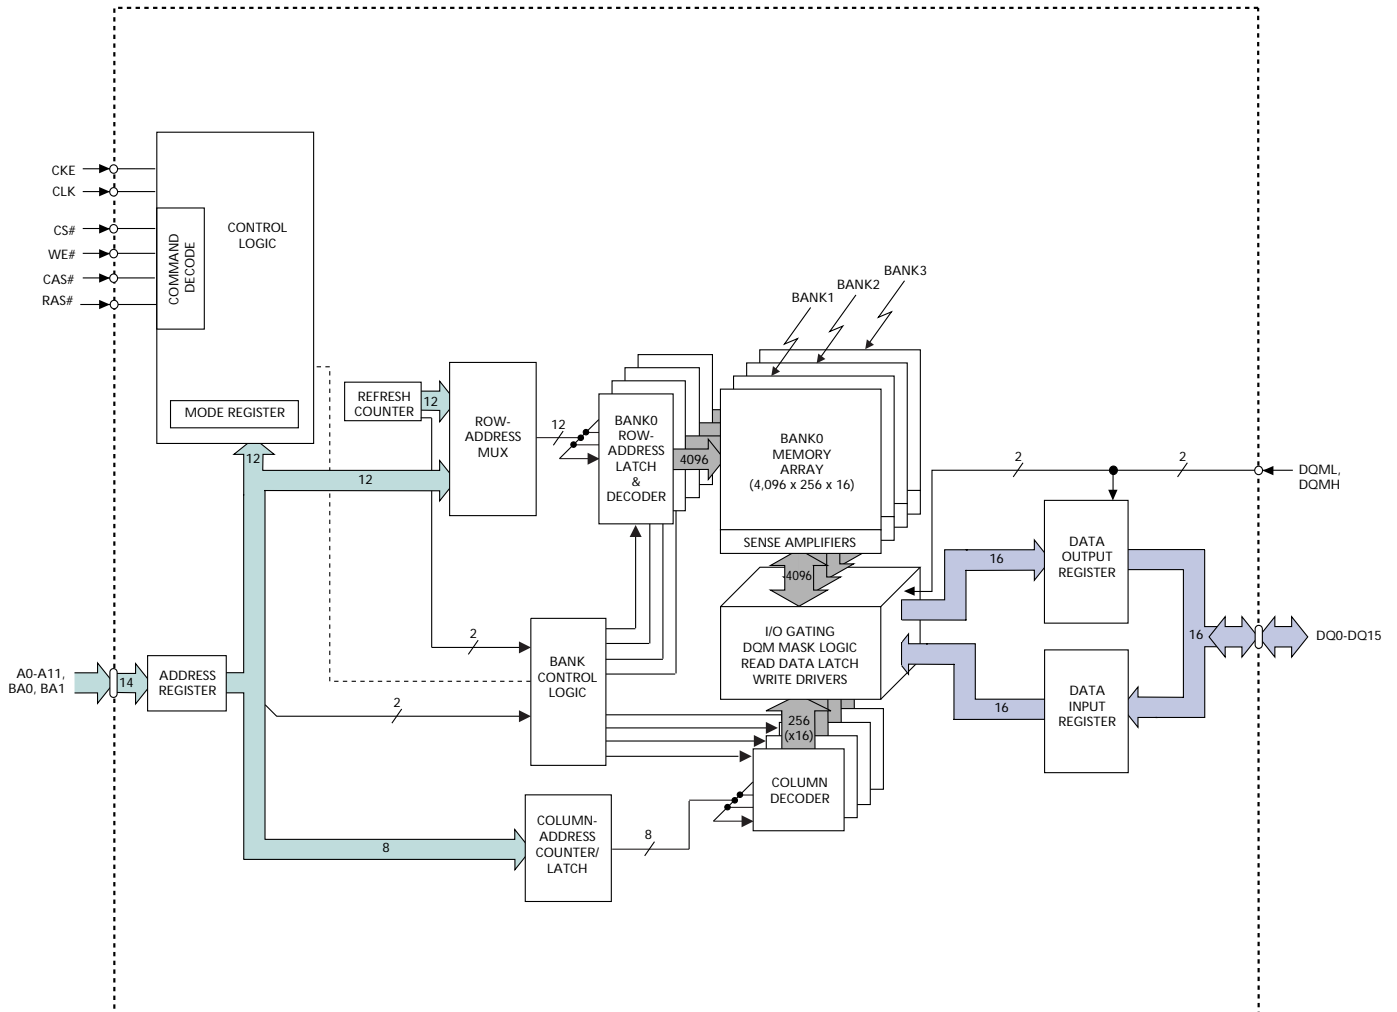 CKE
CLK
CS#
WE#
CAS#
RAS#
COMMAND
DECODE
CONTROL
LOGIC
MODE REGISTER
12
12
REFRESH
COUNTER
12
ROW-
ADDRESS
MUX
12
BANK0
ROW-
ADDRESS
LATCH
&
DECODER
4096
BANK1
BANK2
BANK3
BANK0
MEMORY
ARRAY
(4,096 x 256 x 16)
SENSE AMPLIFIERS
4096
I/O GATING
DQM MASK LOGIC
READ DATA LATCH
WRITE DRIVERS
2
2
DQML,
DQMH
16
DATA
OUTPUT
REGISTER
16
DQ0-DQ15
16
DATA
INPUT
REGISTER
A0-A11,
BA0, BA1
14
ADDRESS
REGISTER
2
2
BANK
CONTROL
LOGIC
256
(x16)
COLUMN
DECODER
8
COLUMN-
ADDRESS
COUNTER/
LATCH
8